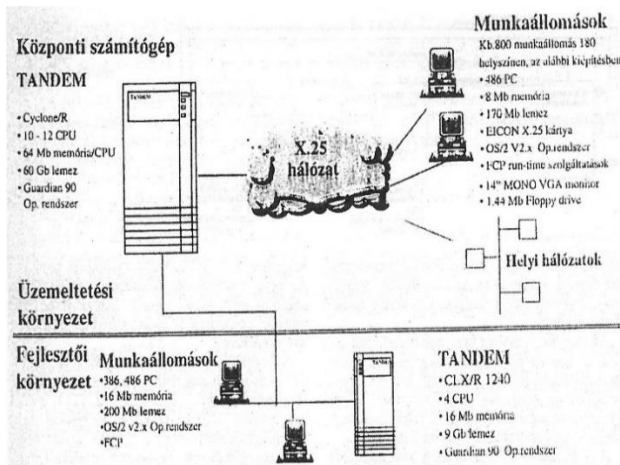 Központi számítógép
TANDEM
•Cyclone/R
•10 - 12 CPU
•64 Mb memória/CPU
•60 Gb lemez
•Guardian 90
Op. rendszer
TANDEM
X.25
hálózat
Munkaállomások
Kb.800 munkaállomás 180
helyszínen, az alábbi kiépítésben
•486 PC
•8 Mb memória
•170 Mb lemez
•EICON X.25 kártya
•OS/2 V2.x Op.rendszer
•FCP run-time szolgáltatások
•14" MONO VGA monitor
•1.44 Mb Floppy drive
Helyi hálózatok
Üzemeltetési
környezet
Fejlesztői
környezet
Munkaállomások
•386, 486 PC
•16 Mb memória
•200 Mb lemez
•OS/2 v2.x Op.rendszer
•FCP
TANDEM
•CLX/R 1240
•4 CPU
•16 Mb memória
•9 Gb lemez
•Guardian 90 Op.rendszer